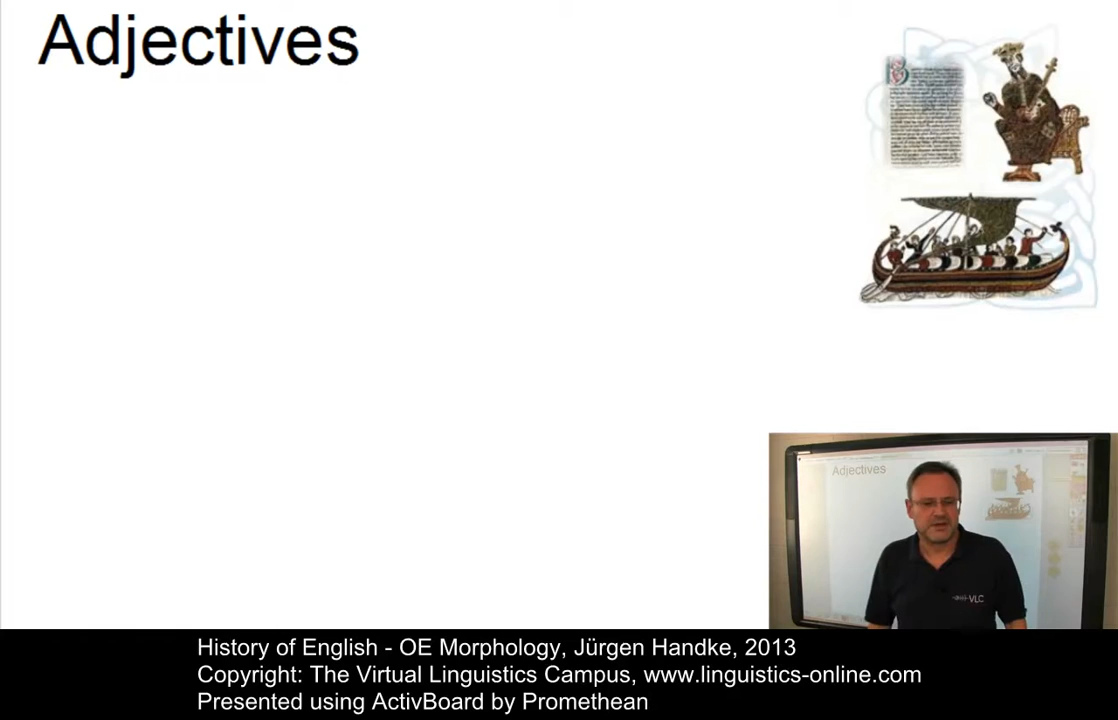 Adjectives
Adjectives
VLC
History of English - OE Morphology, Jürgen Handke, 2013
Copyright: The Virtual Linguistics Campus, www.linguistics-online.com
Presented using ActivBoard by Promethean